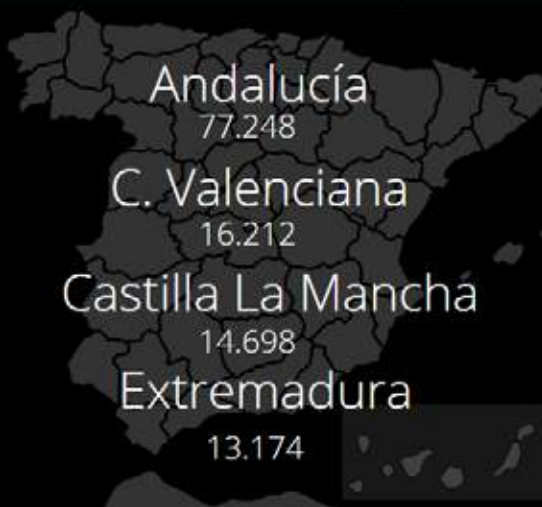 Andalucía
77.248
C. Valenciana
16.212
Castilla La Mancha
14.698
Extremadura
13.174